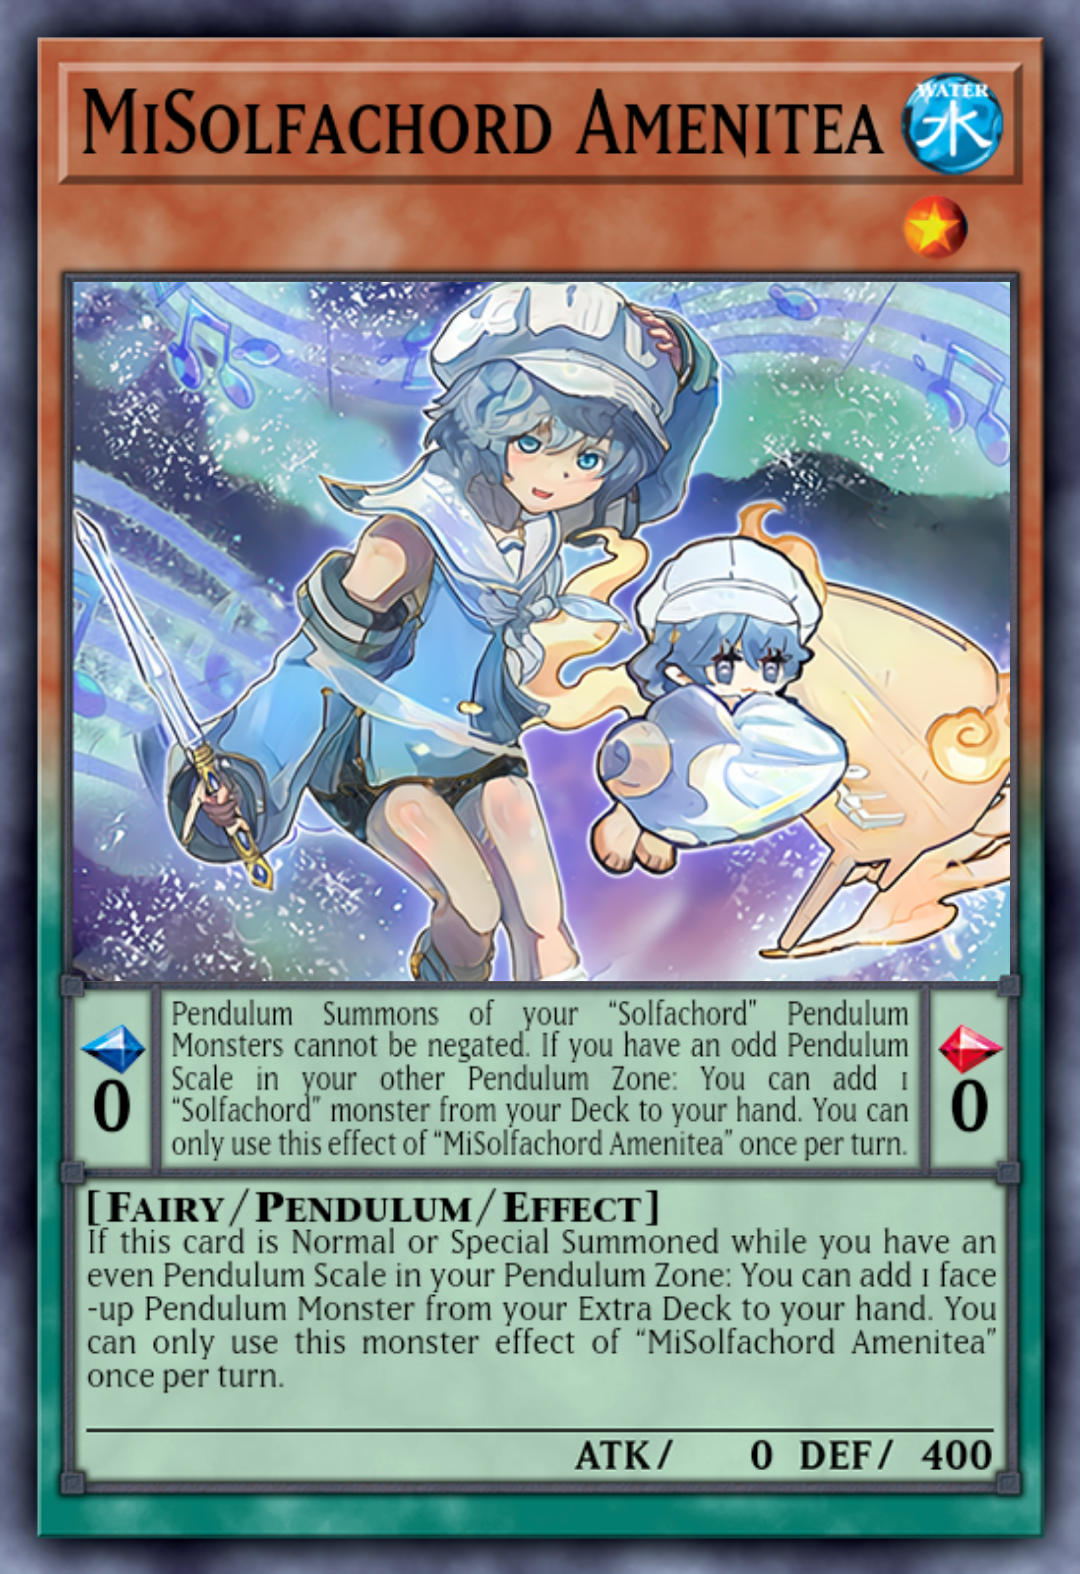 MiSolfachord Amenitea
WATER
水
Pendulum Summons of your “Solfachord” Pendulum
Monsters cannot be negated. If you have an odd Pendulum
Scale in your other Pendulum Zone: You can add 1
“Solfachord” monster from your Deck to your hand. You can
only use this effect of “MiSolfachord Amenitea” once per turn.
0
0
[Fairy/Pendulum/Effect]
If this card is Normal or Special Summoned while you have an
even Pendulum Scale in your Pendulum Zone: You can add 1 face
-up Pendulum Monster from your Extra Deck to your hand. You
can only use this monster effect of “MiSolfachord Amenitea”
once per turn.
ATK/ 0 DEF/ 400